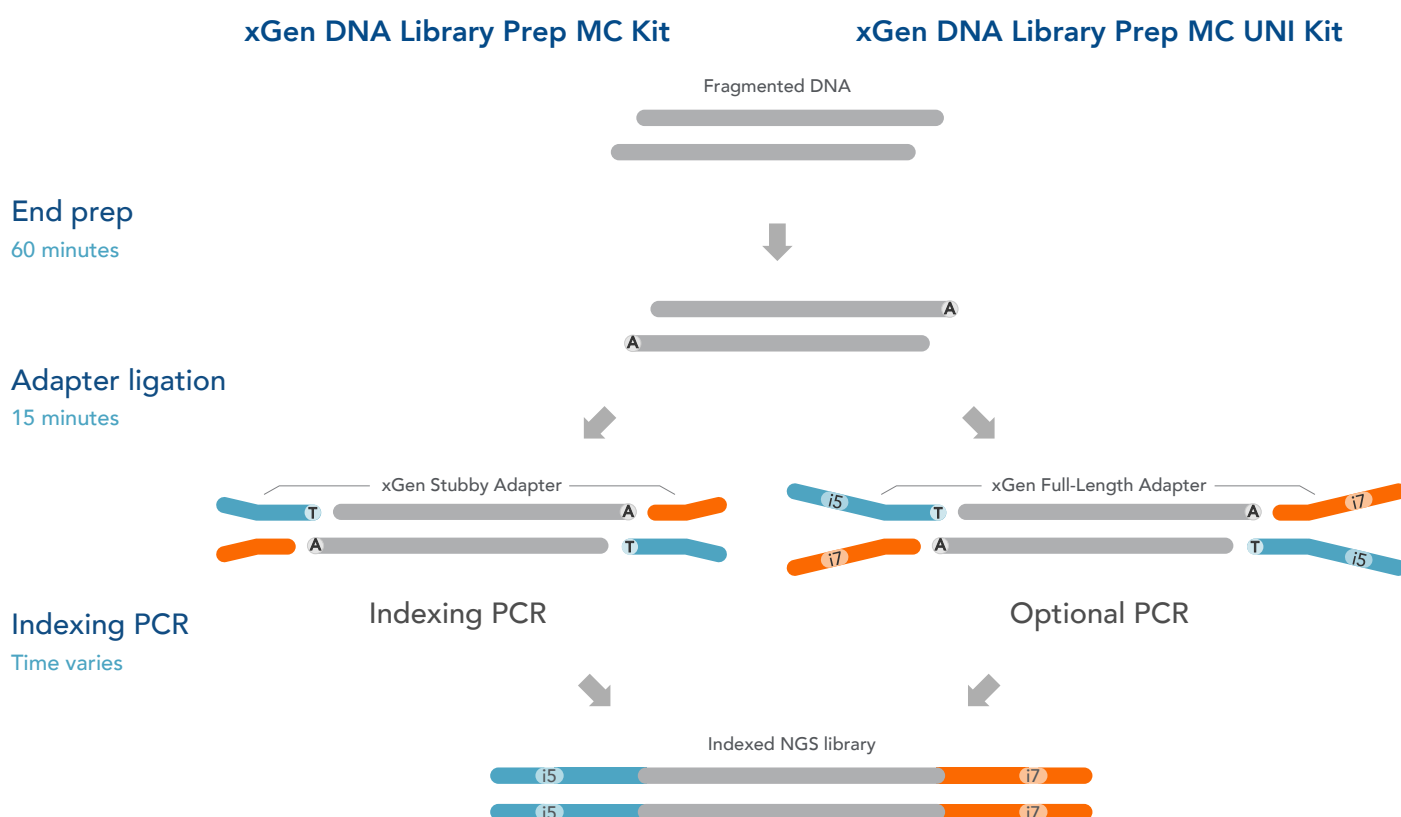 xGen DNA Library Prep MC Kit
xGen DNA Library Prep MC UNI Kit
Fragmented DNA
End prep
60 minutes
A
A
Adapter ligation
15 minutes
xGen Stubby Adapter
xGen Full-Length Adapter
T A
A T
i5 T A i7
i7 A T i5
Indexing PCR
Time varies
Indexing PCR
Optional PCR
Indexed NGS library
i5 i7
i5 i7